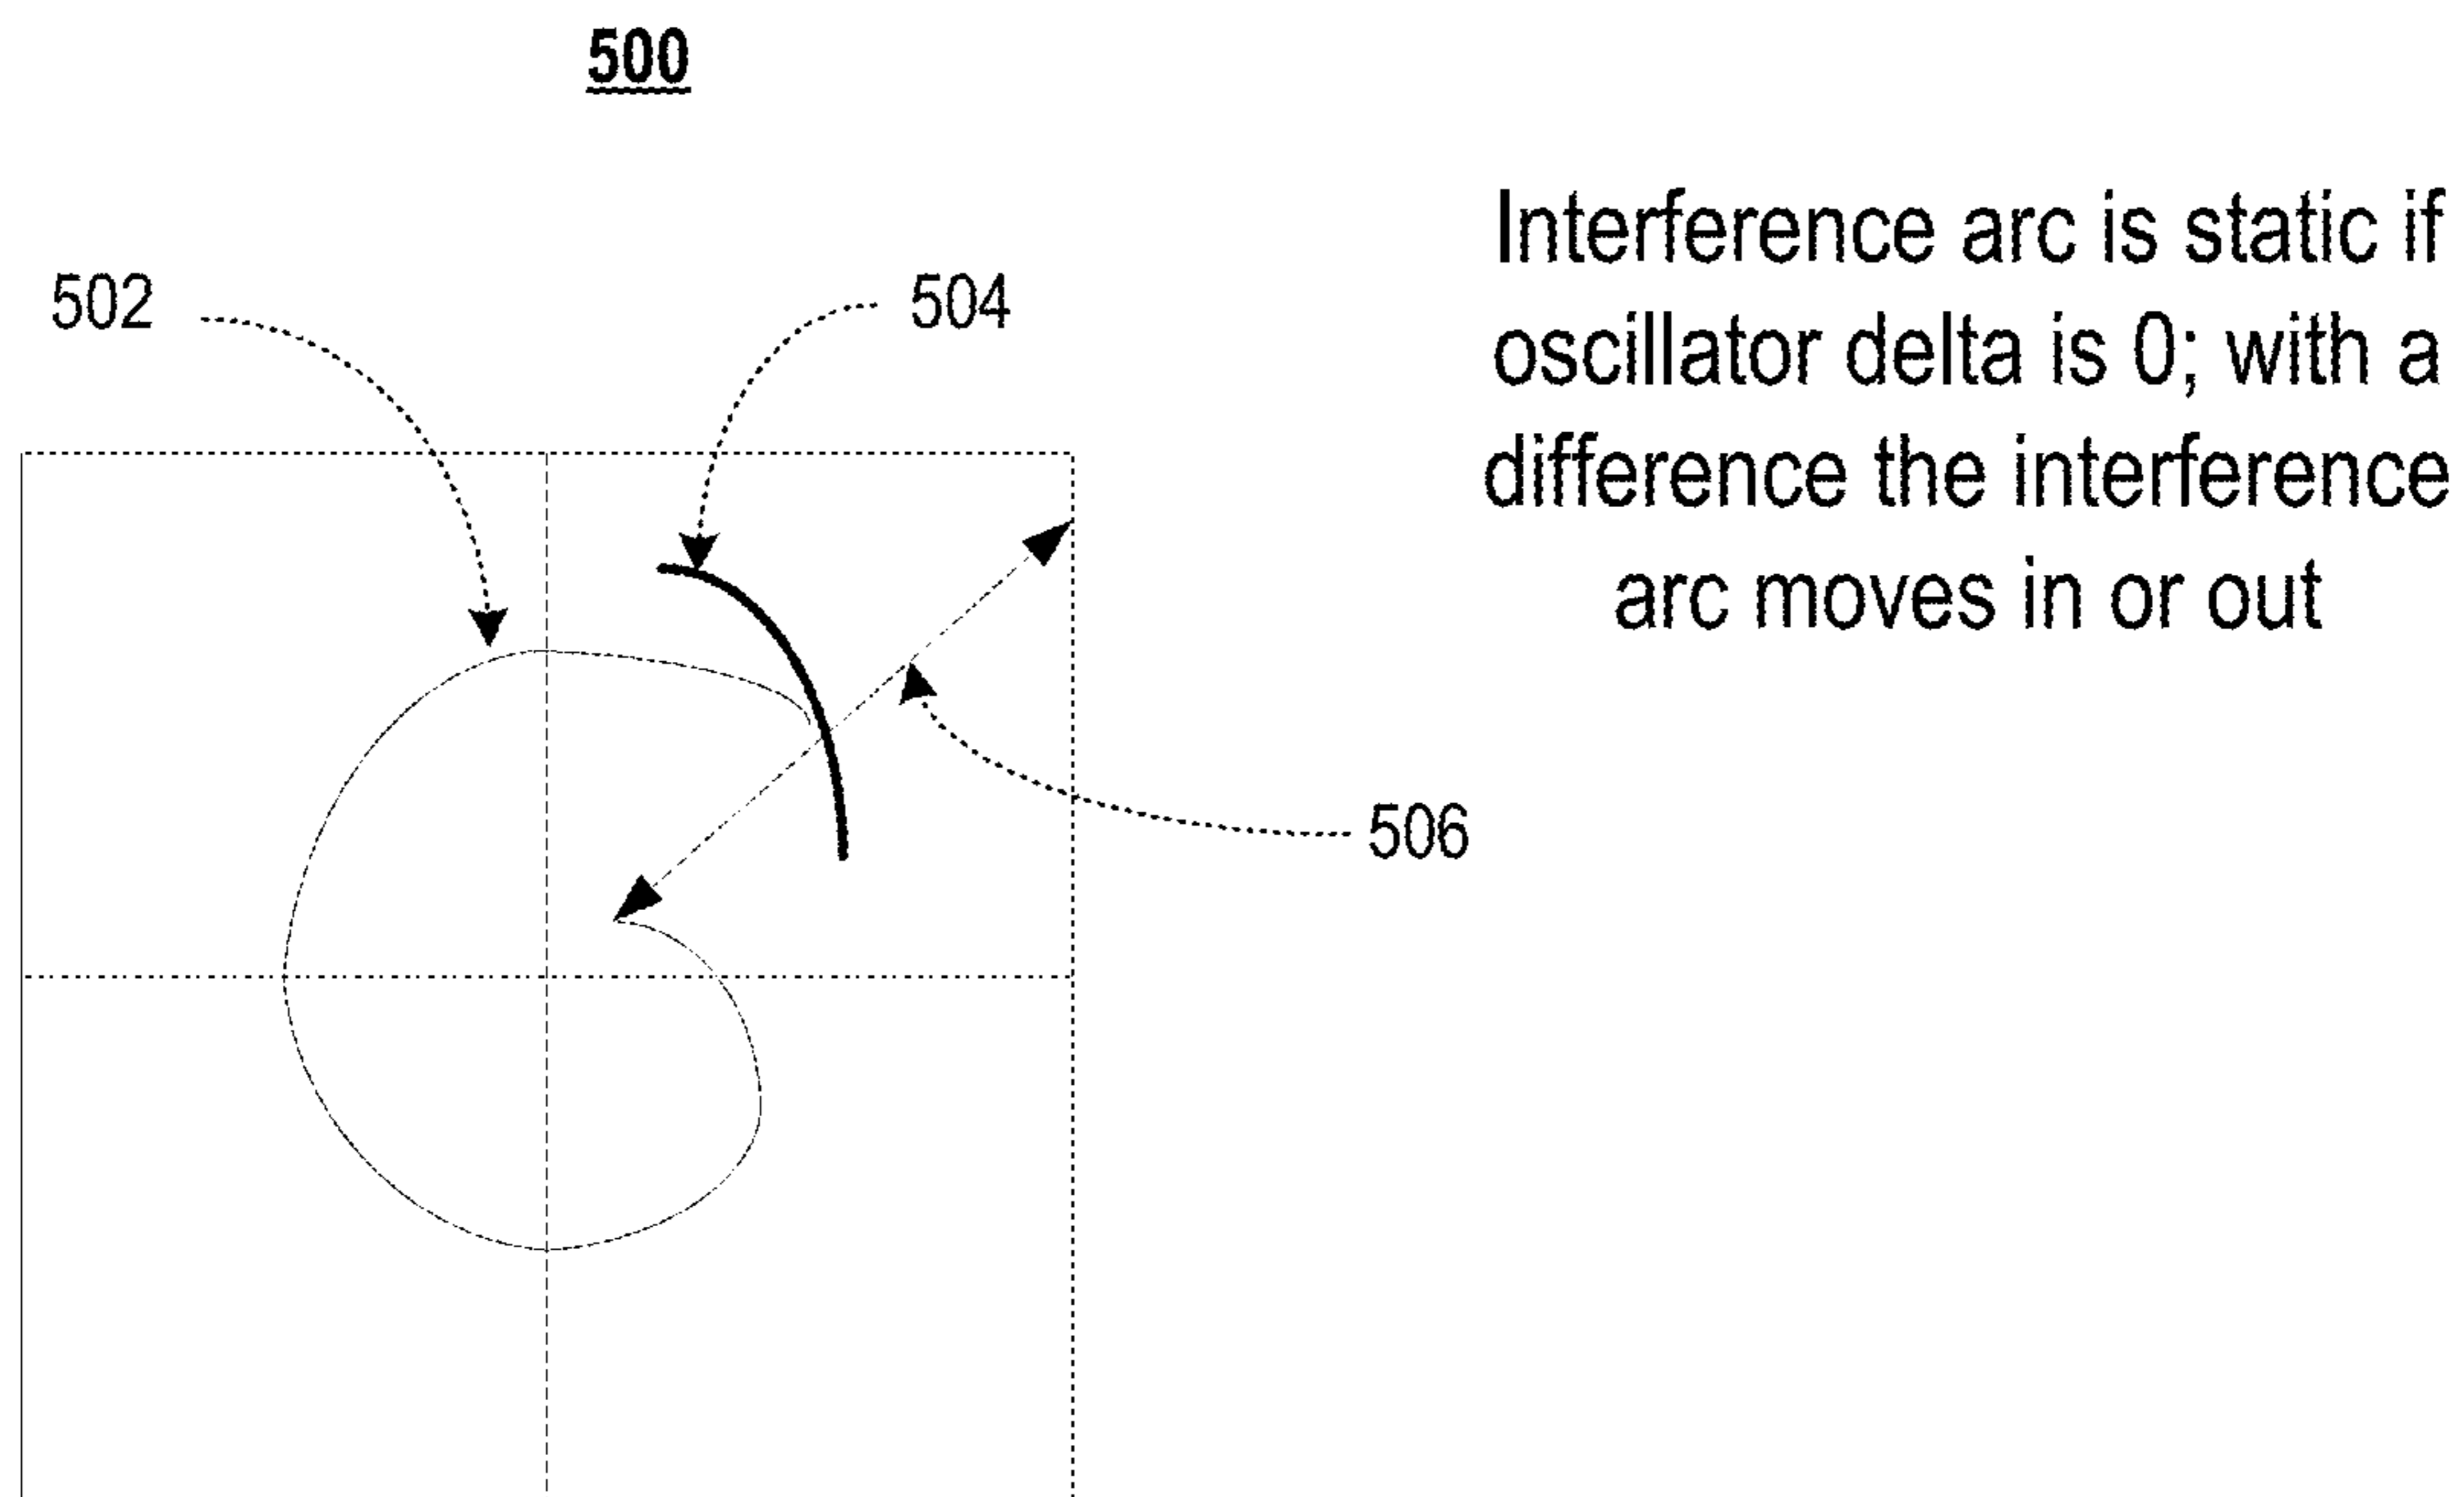 500
502
504
Interference arc is static if
oscillator delta is 0; with a
difference the interference
arc moves in or out
506